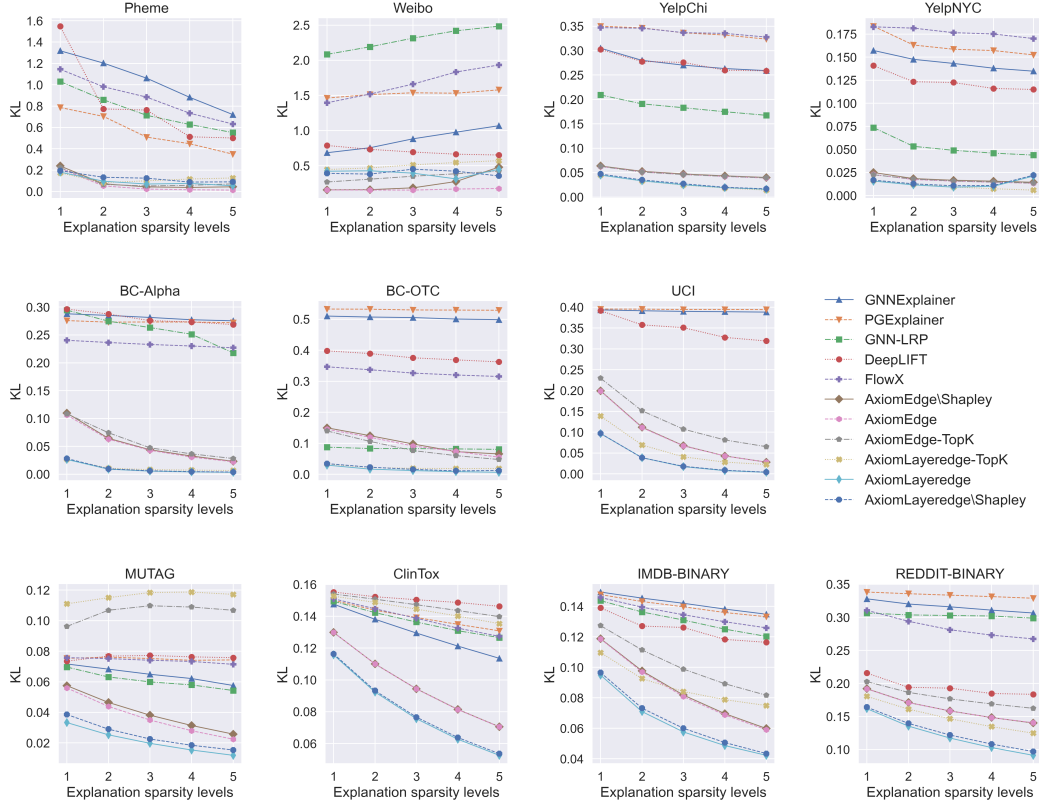 Pheme
Weibo
YelpChi
YelpNYC
KL
1.6
1.4
1.2
1.0
0.8
0.6
0.4
0.2
0.0
1 2 3 4 5
Explanation sparsity levels
KL
2.5
2.0
1.5
1.0
0.5
1 2 3 4 5
Explanation sparsity levels
KL
0.35
0.30
0.25
0.20
0.15
0.10
0.05
0.00
1 2 3 4 5
Explanation sparsity levels
KL
0.175
0.150
0.125
0.100
0.075
0.050
0.025
0.000
1 2 3 4 5
Explanation sparsity levels
BC-Alpha
BC-OTC
UCI
KL
0.30
0.25
0.20
0.15
0.10
0.05
0.00
1 2 3 4 5
Explanation sparsity levels
KL
0.5
0.4
0.3
0.2
0.1
0.0
1 2 3 4 5
Explanation sparsity levels
KL
0.40
0.35
0.30
0.25
0.20
0.15
0.10
0.05
0.00
1 2 3 4 5
Explanation sparsity levels
GNNExplainer
PGExplainer
GNN-LRP
DeepLIFT
FlowX
AxiomEdge\Shapley
AxiomEdge
AxiomEdge-TopK
AxiomLayeredge-TopK
AxiomLayeredge
AxiomLayeredge\Shapley
MUTAG
ClinTox
IMDB-BINARY
REDDIT-BINARY
KL
0.12
0.10
0.08
0.06
0.04
0.02
1 2 3 4 5
Explanation sparsity levels
KL
0.16
0.14
0.12
0.10
0.08
0.06
1 2 3 4 5
Explanation sparsity levels
KL
0.14
0.12
0.10
0.08
0.06
0.04
1 2 3 4 5
Explanation sparsity levels
KL
0.35
0.30
0.25
0.20
0.15
0.10
1 2 3 4 5
Explanation sparsity levels